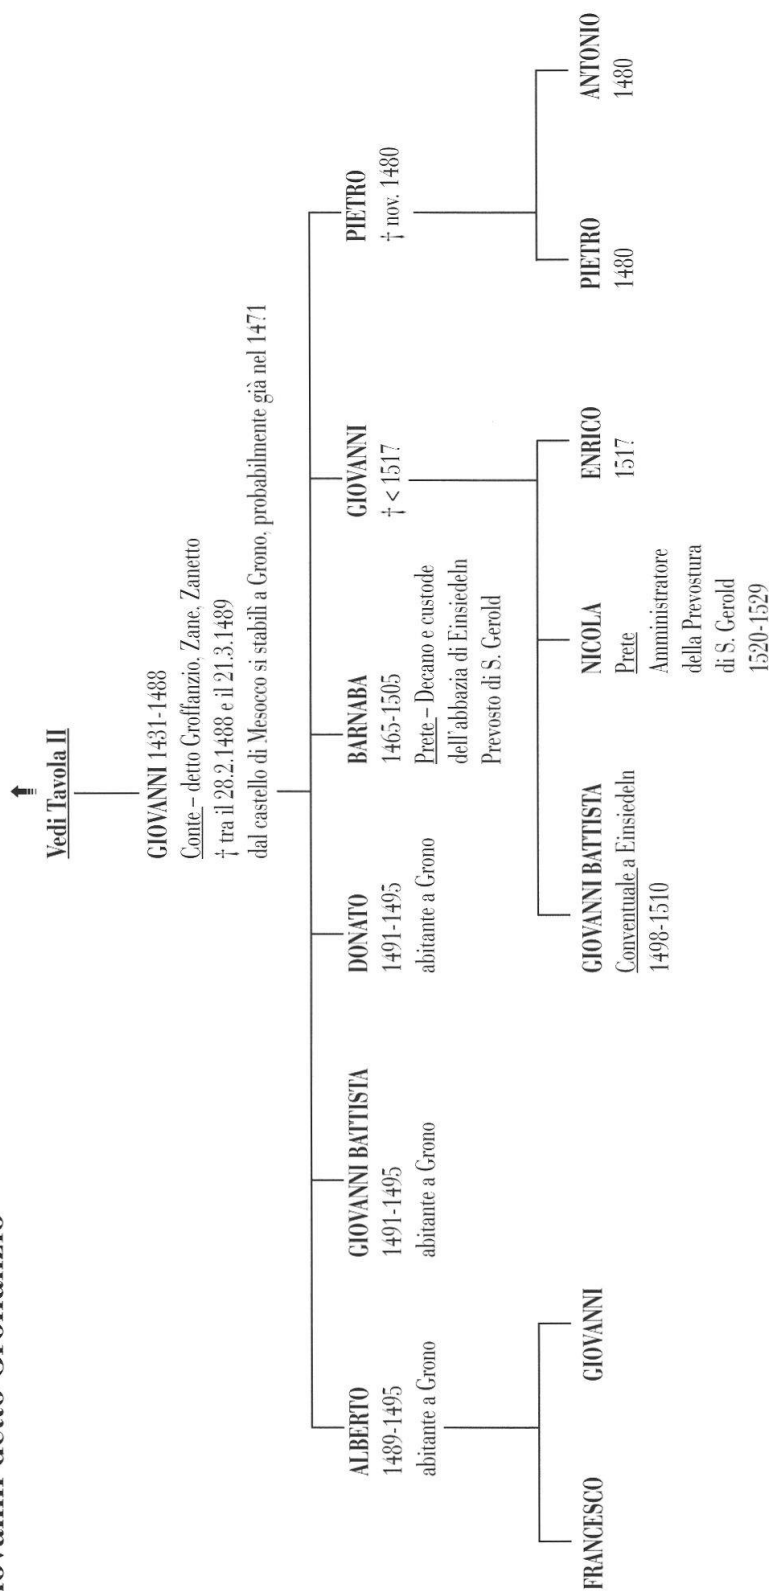 Giovanni detto Groffanzio
Vedi Tavola II
GIOVANNI 1431-1488
Conte – detto Groffanzio, Zane, Zanetto
† tra il 28.2.1488 e il 21.3.1489
dal castello di Mesocco si stabilì a Grono, probabilmente già nel 1471
ALBERTO
1489-1495
abitante a Grono
GIOVANNI BATTISTA
1491-1495
abitante a Grono
DONATO
1491-1495
abitante a Grono
BARNABA
1465-1505
Prete – Decano e custode
dell'abbazia di Einsiedeln
Prevosto di S. Gerold
GIOVANNI
† < 1517
PIETRO
† nov. 1480
FRANCESCO
GIOVANNI
GIOVANNI BATTISTA
Conventuale a Einsiedeln
1498-1510
NICOLA
Prete
Amministratore
della Prevostura
di S. Gerold
1520-1529
ENRICO
1517
PIETRO
1480
ANTONIO
1480